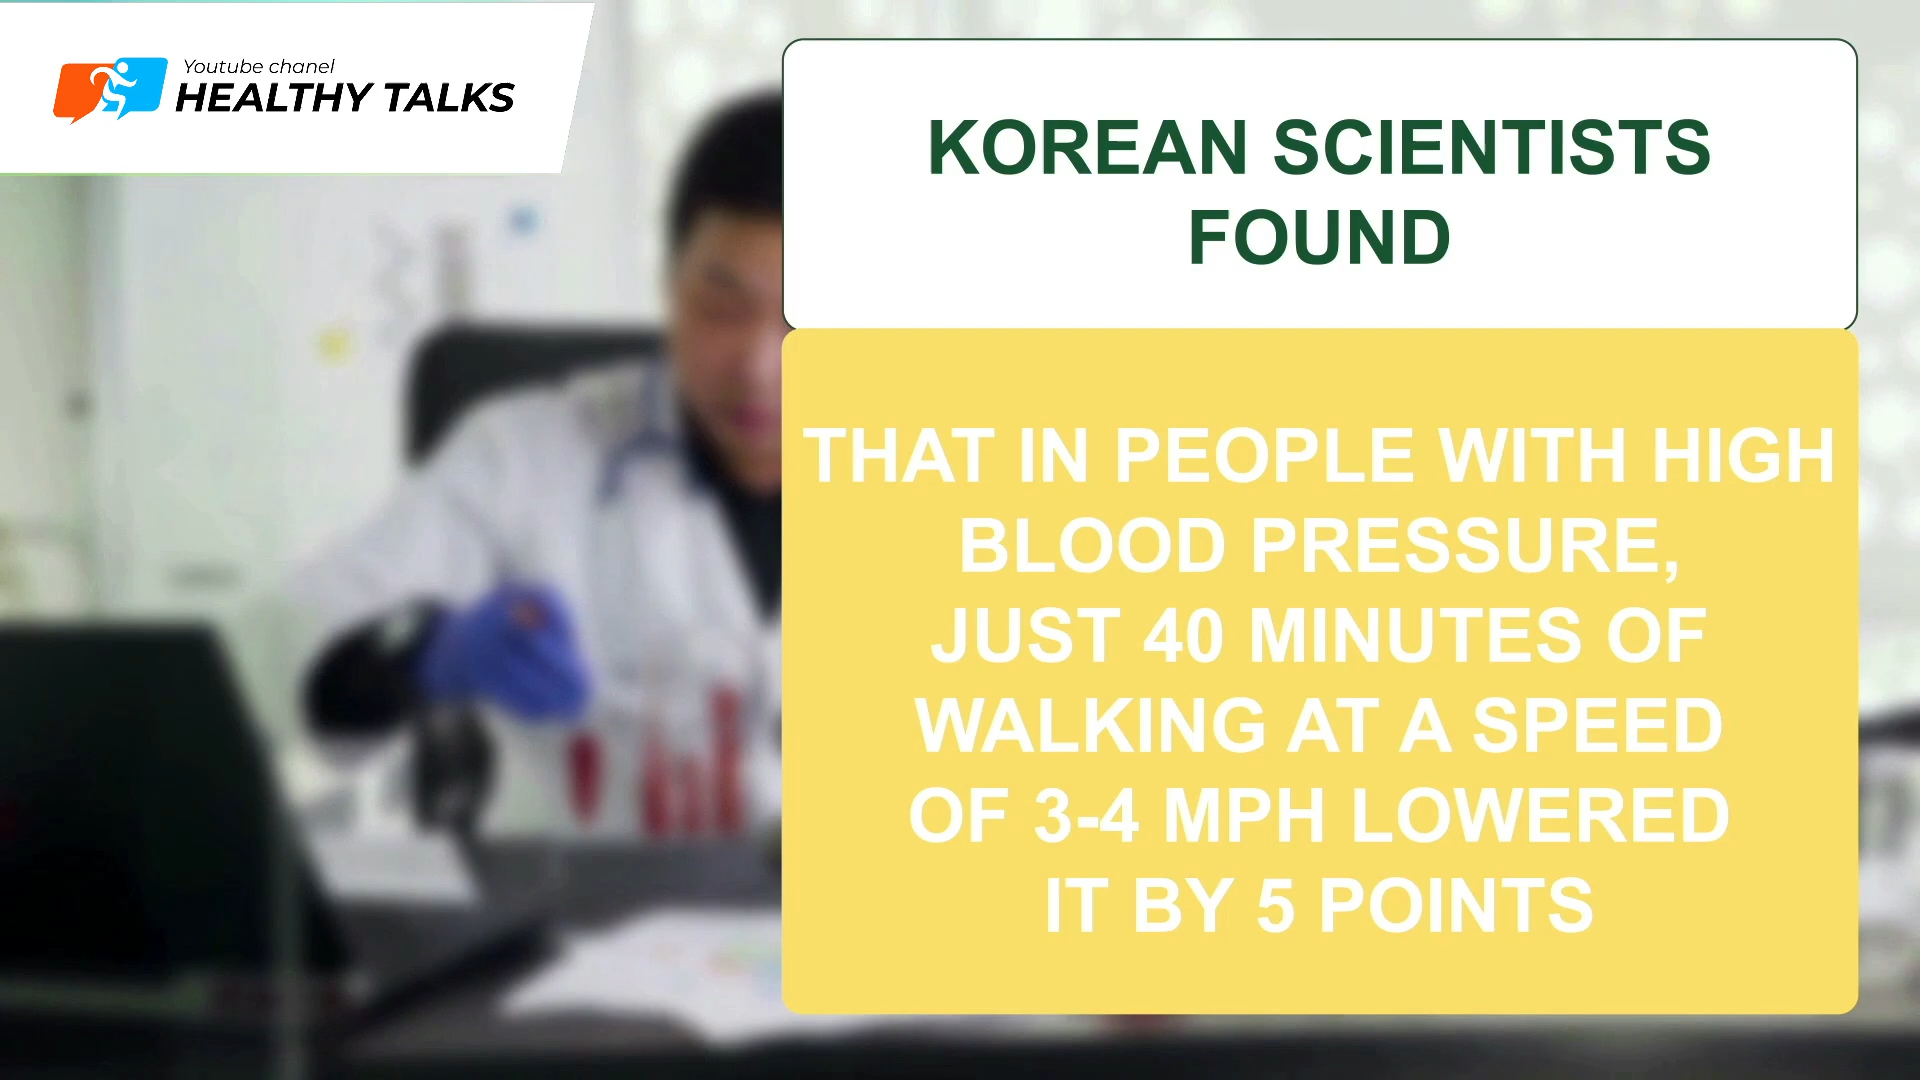 Youtube chanel
HEALTHY TALKS
KOREAN SCIENTISTS
FOUND
THAT IN PEOPLE WITH HIGH
BLOOD PRESSURE,
JUST 40 MINUTES OF
WALKING AT A SPEED
OF 3-4 MPH LOWERED
IT BY 5 POINTS